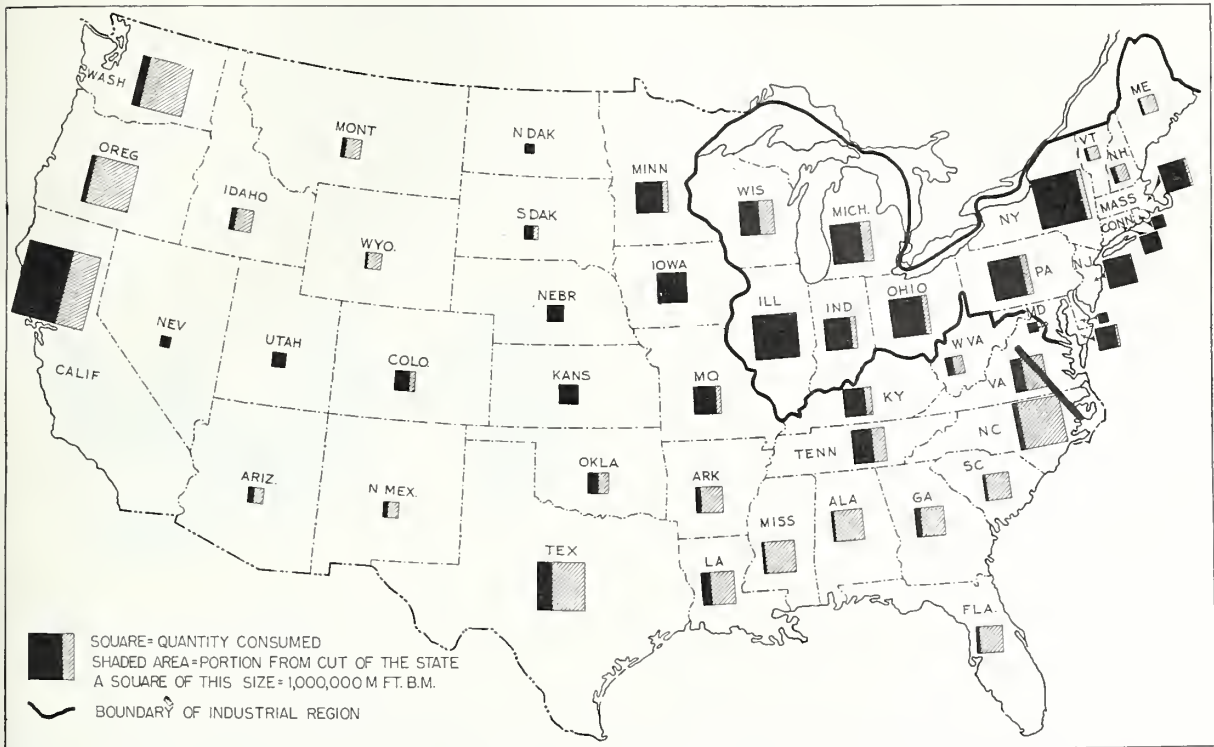 WASH
MONT
N DAK
MINN
ME
VT
NH
OREG
IDAHO
S DAK
WIS
MICH.
NY
MASS
CONN
WYO.
IOWA
PA
NJ
NEBR
ILL
IND
OHIO
MD
NEV
UTAH
COLO.
KANS
MO
W VA
VA
CALIF
KY
NC
TENN
ARIZ.
N MEX.
OKLA
ARK
SC
MISS
ALA
GA
TEX
LA
FLA.
SQUARE=QUANTITY CONSUMED
SHADED AREA=PORTION FROM CUT OF THE STATE
A SQUARE OF THIS SIZE=1,000,000 M FT. B.M.
BOUNDARY OF INDUSTRIAL REGION